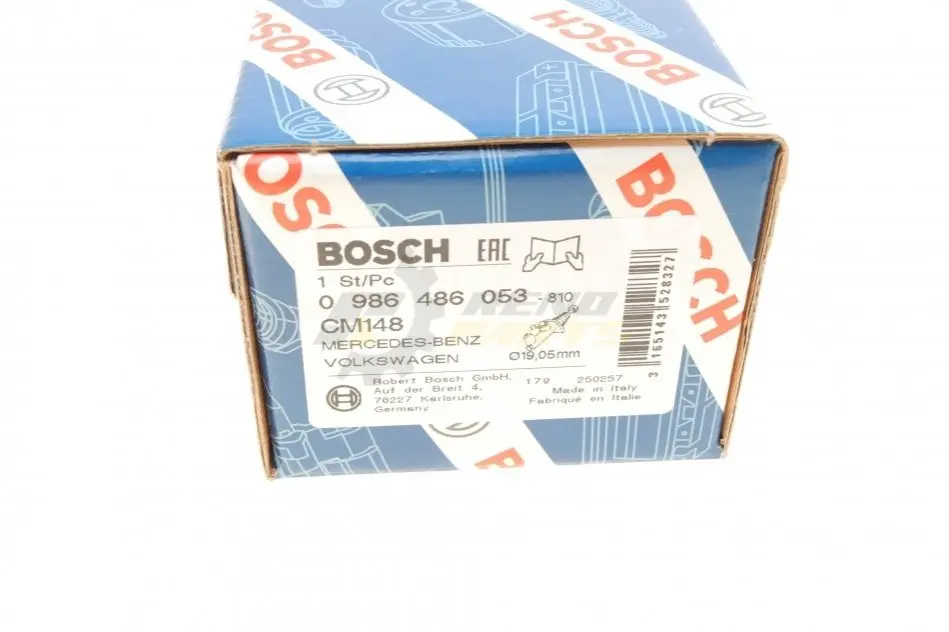 BOSCH
BOSCH
BOSCH
BOSCH
BOSCH
BOSCH EAC
1 St/Pc
0 986 486 053 - 810
CM148
MERCEDES-BENZ
VOLKSWAGEN
Ø19,05mm
3 165143 528327
Robert Bosch GmbH,
Auf der Breit 4,
76227 Karlsruhe,
Germany
179 250257
Made in Italy
Fabriqué en Italie
RENO
PARTS